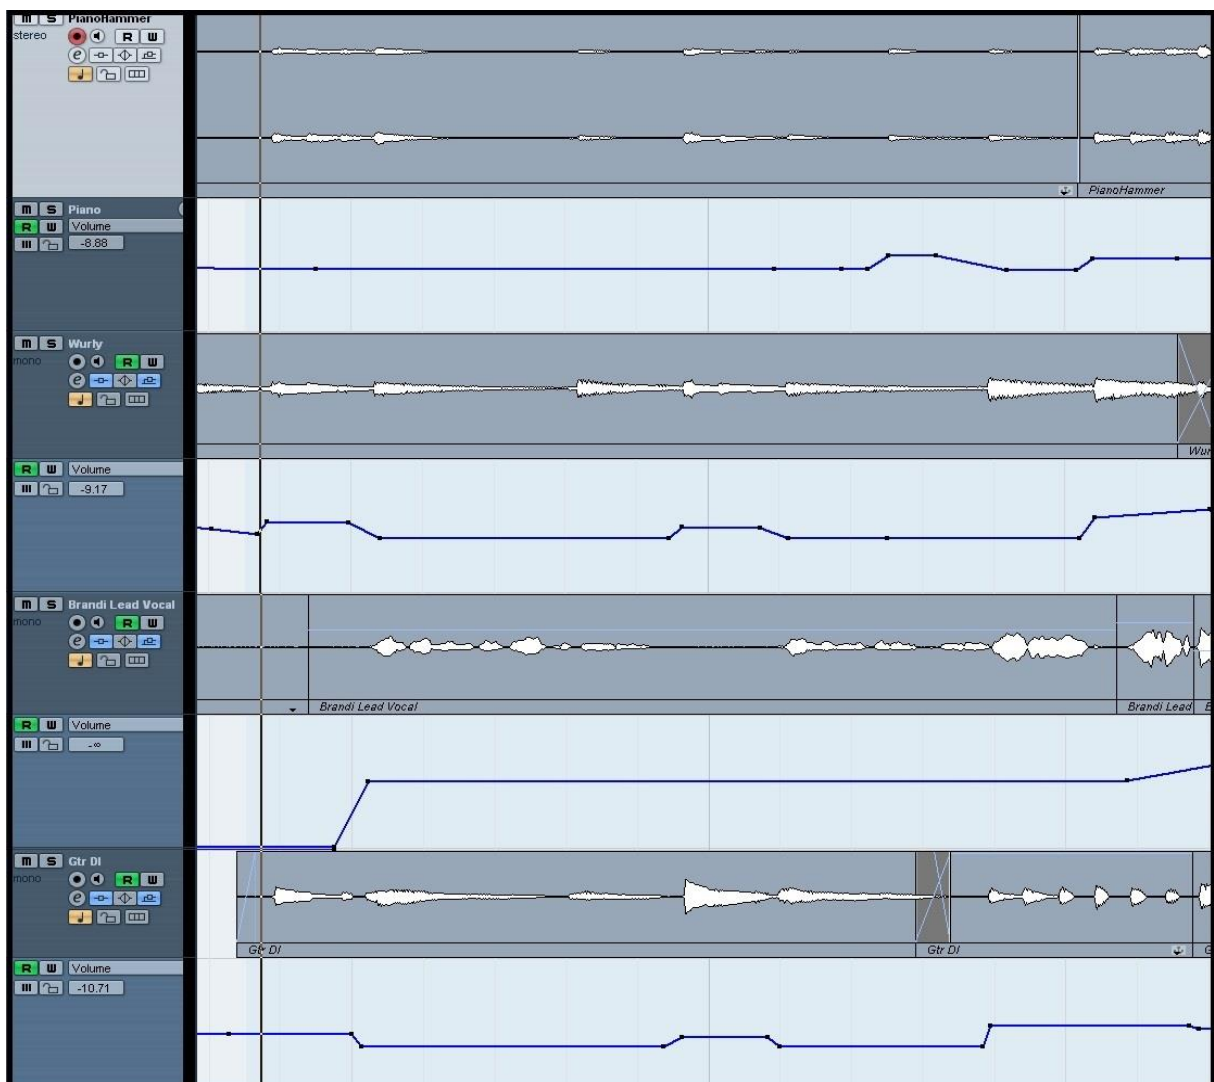 m S PianoHammer
stereo R W
e
PianoHammer
m S Piano
R W Volume
-8.88
m S Wurly
mono R W
e
Wur
R W Volume
-9.17
m S Brandi Lead Vocal
mono R W
e
Brandi Lead Vocal Brandi Lead
R W Volume
-∞
m S Gtr DI
mono R W
e
Gtr DI Gtr DI
R W Volume
-10.71